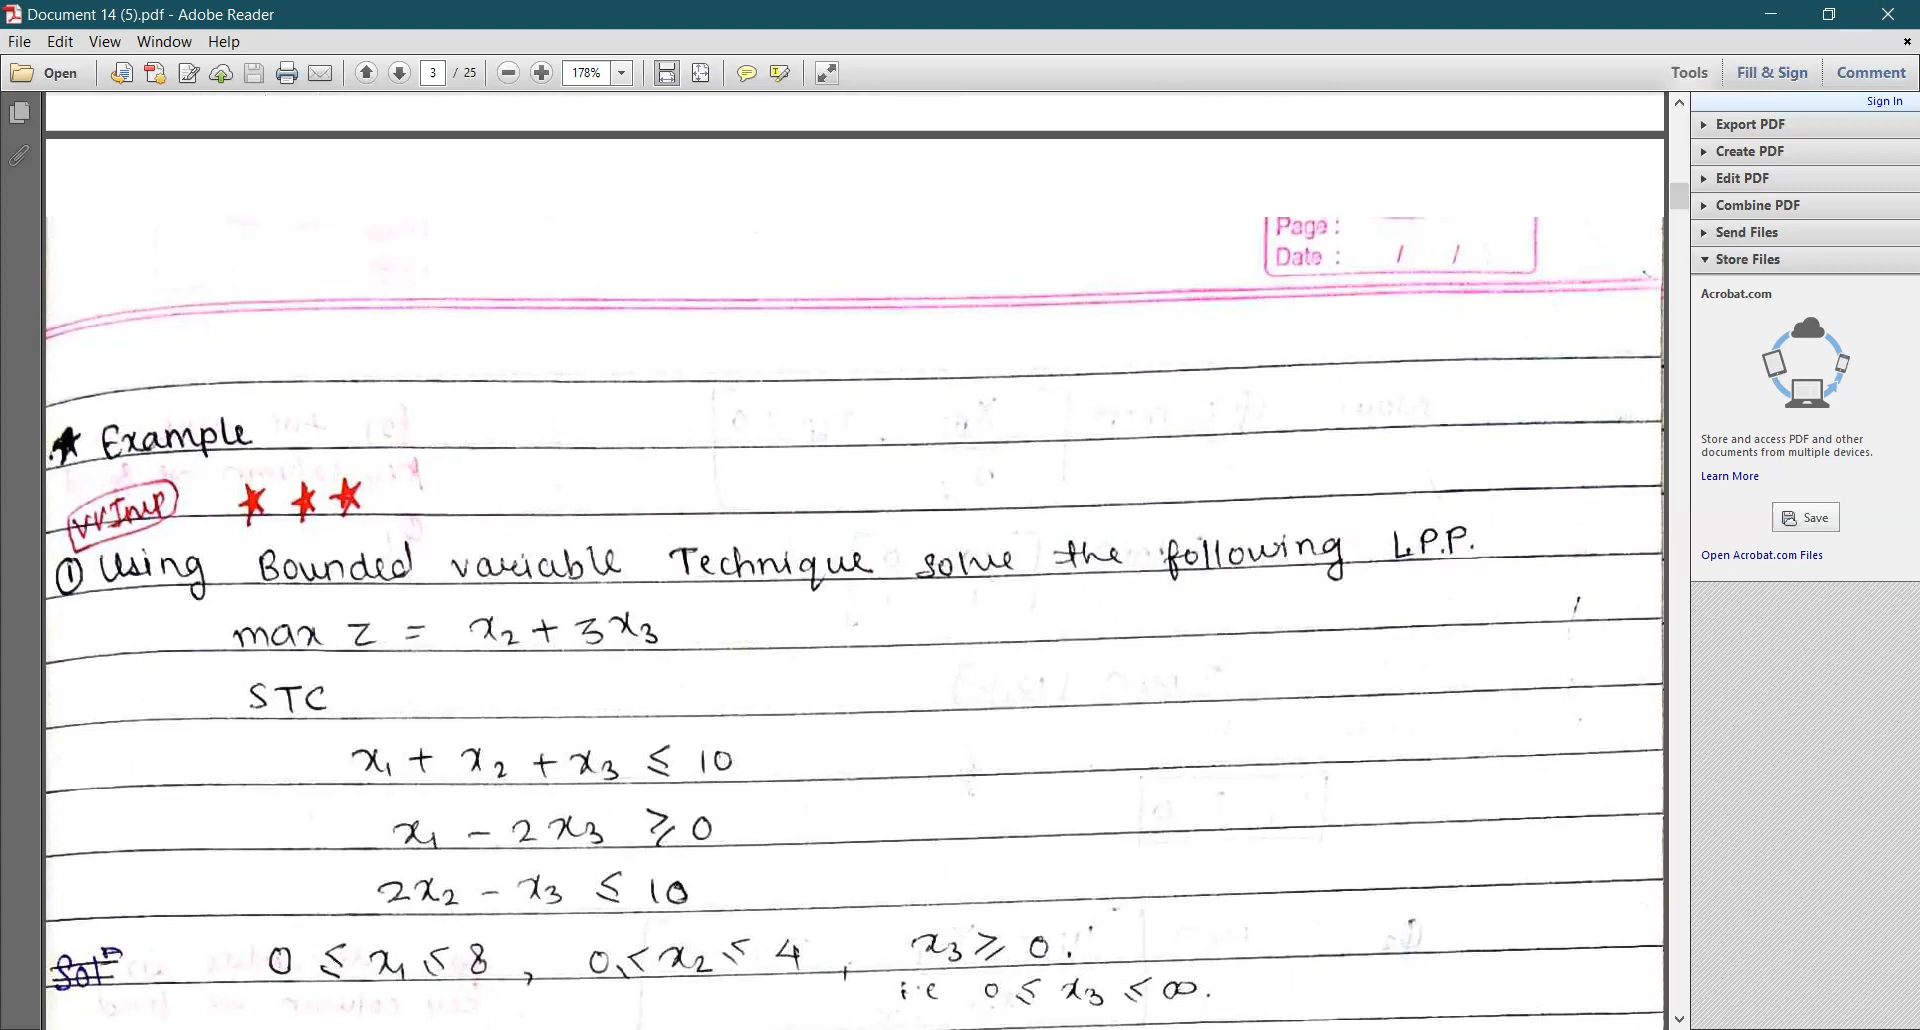 Document 14 (5).pdf - Adobe Reader
File Edit View Window Help
Open 3 / 25 178% Tools Fill & Sign Comment
Sign In
Export PDF
Create PDF
Edit PDF
Combine PDF
Send Files
Store Files
Acrobat.com
Store and access PDF and other
documents from multiple devices.
Learn More
Save
Open Acrobat.com Files
Page :
Date : / /
★ Example
vvImp ★ ★ ★
① Using Bounded variable Technique solve the following L.P.P.
max z = x₂ + 3x₃
STC
x₁ + x₂ + x₃ ≤ 10
x₁ - 2x₃ ≥ 0
2x₂ - x₃ ≤ 10
Solⁿ 0 ≤ x₁ ≤ 8 , 0 ≤ x₂ ≤ 4 , x₃ ≥ 0.
i.e 0 ≤ x₃ ≤ ∞.